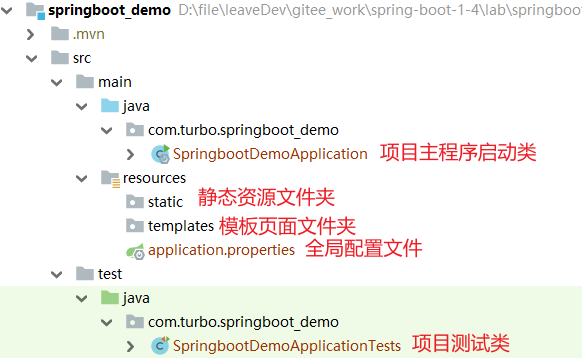 springboot_demo D:\file\leaveDev\gitee_work\spring-boot-1-4\lab\springboot
.mvn
src
main
java
com.turbo.springboot_demo
SpringbootDemoApplication 项目主程序启动类
resources
static 静态资源文件夹
templates 模板页面文件夹
application.properties 全局配置文件
test
java
com.turbo.springboot_demo
SpringbootDemoApplicationTests 项目测试类